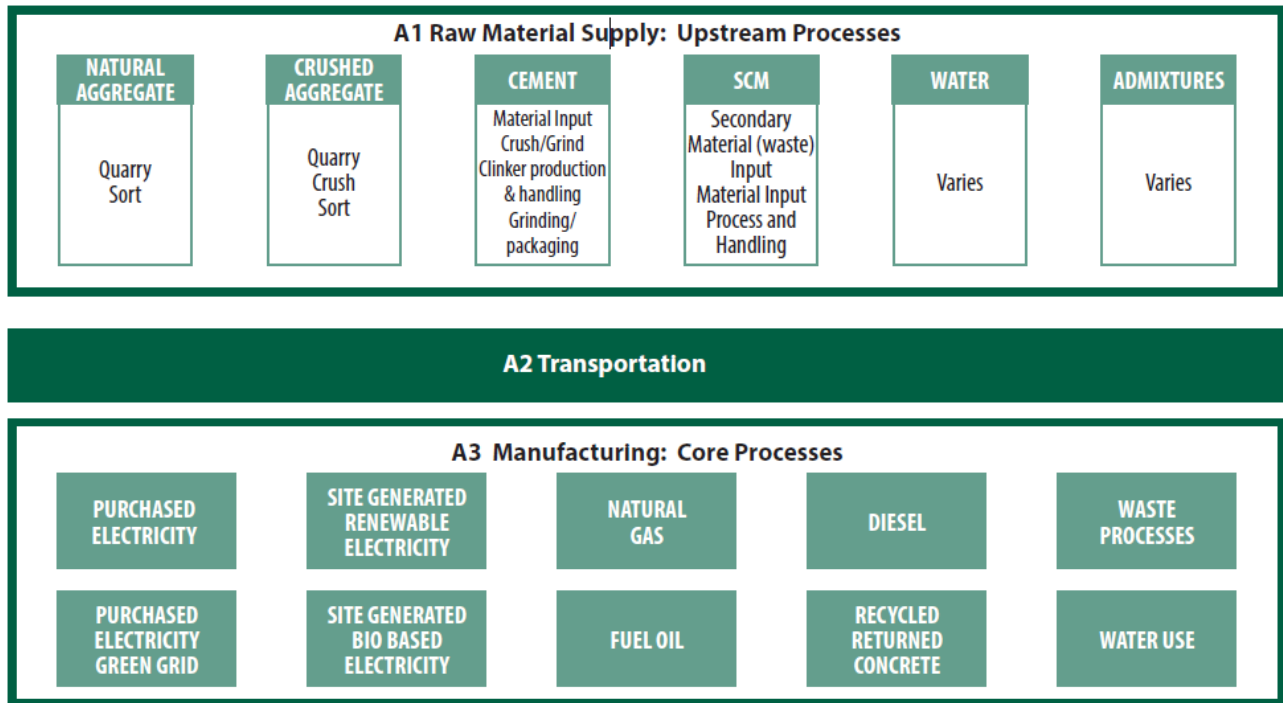 A1 Raw Material Supply: Upstream Processes
NATURAL
AGGREGATE
Quarry
Sort
CRUSHED
AGGREGATE
Quarry
Crush
Sort
CEMENT
Material Input
Crush/Grind
Clinker production
& handling
Grinding/
packaging
SCM
Secondary
Material (waste)
Input
Material Input
Process and
Handling
WATER
Varies
ADMIXTURES
Varies
A2 Transportation
A3 Manufacturing: Core Processes
PURCHASED
ELECTRICITY
SITE GENERATED
RENEWABLE
ELECTRICITY
NATURAL
GAS
DIESEL
WASTE
PROCESSES
PURCHASED
ELECTRICITY
GREEN GRID
SITE GENERATED
BIO BASED
ELECTRICITY
FUEL OIL
RECYCLED
RETURNED
CONCRETE
WATER USE